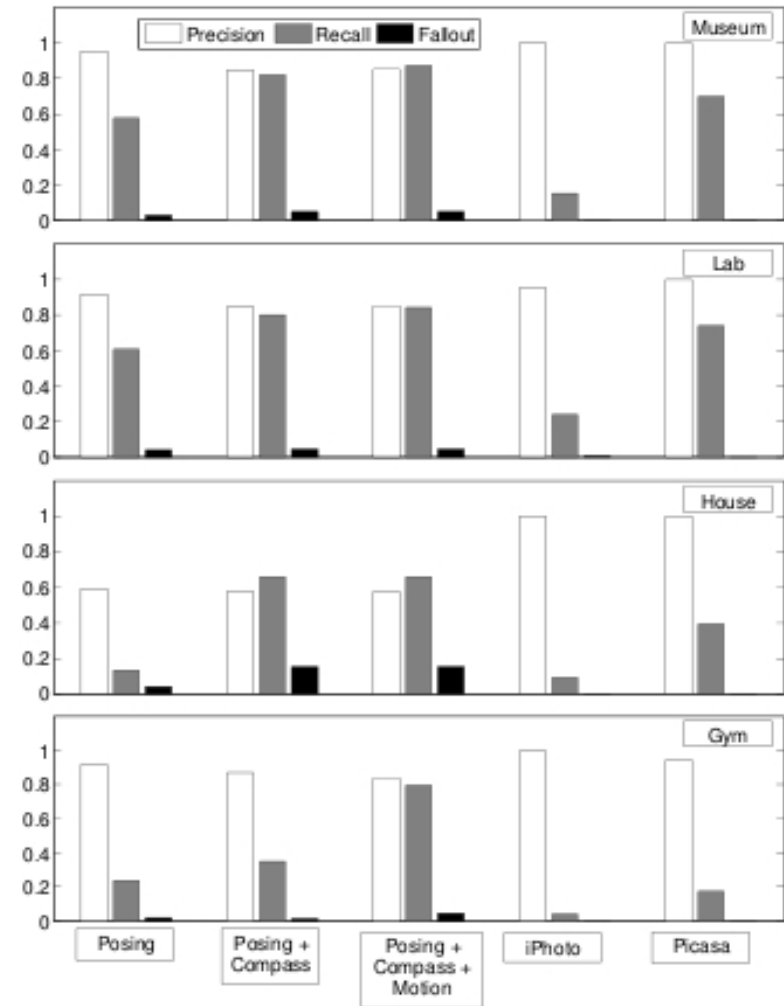 Precision Recall Fallout
Museum
1
0.8
0.6
0.4
0.2
0
Lab
1
0.8
0.6
0.4
0.2
0
House
1
0.8
0.6
0.4
0.2
0
Gym
1
0.8
0.6
0.4
0.2
0
Posing
Posing +
Compass
Posing +
Compass +
Motion
iPhoto
Picasa